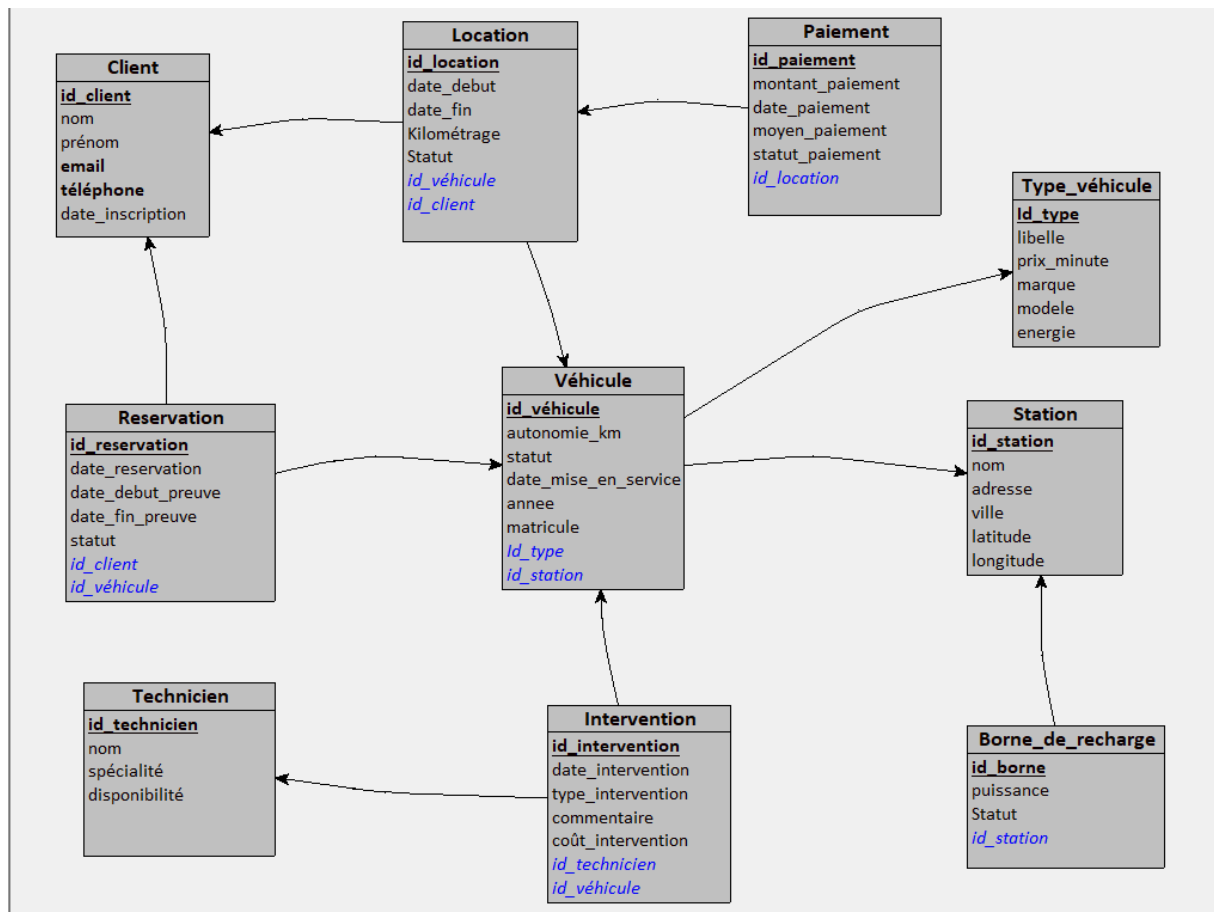 Client
id_client
nom
prénom
email
téléphone
date_inscription
Location
id_location
date_debut
date_fin
Kilométrage
Statut
id_véhicule
id_client
Paiement
id_paiement
montant_paiement
date_paiement
moyen_paiement
statut_paiement
id_location
Type_véhicule
Id_type
libelle
prix_minute
marque
modele
energie
Reservation
id_reservation
date_reservation
date_debut_preuve
date_fin_preuve
statut
id_client
id_véhicule
Véhicule
id_véhicule
autonomie_km
statut
date_mise_en_service
annee
matricule
Id_type
id_station
Station
id_station
nom
adresse
ville
latitude
longitude
Technicien
id_technicien
nom
spécialité
disponibilité
Intervention
id_intervention
date_intervention
type_intervention
commentaire
coût_intervention
id_technicien
id_véhicule
Borne_de_recharge
id_borne
puissance
Statut
id_station